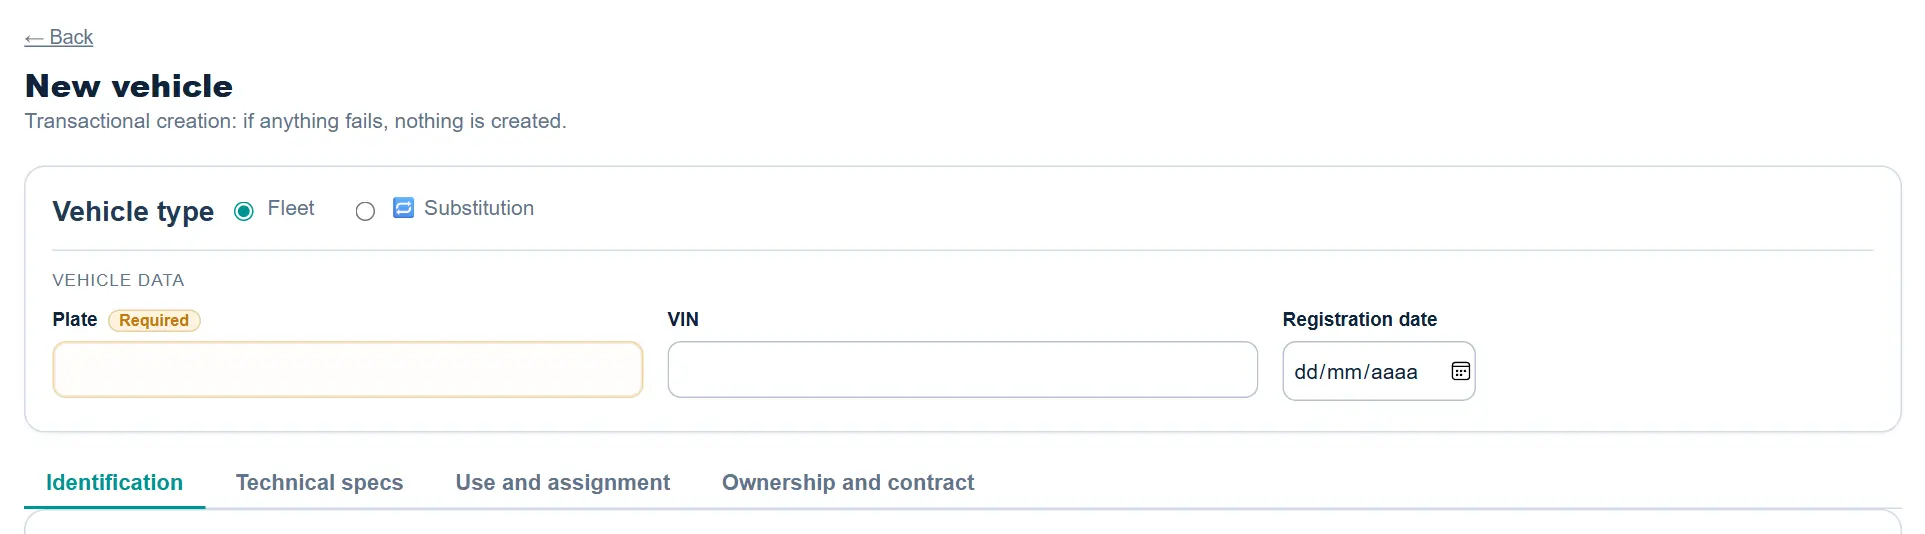 ← Back
New vehicle
Transactional creation: if anything fails, nothing is created.
Vehicle type Fleet Substitution
VEHICLE DATA
Plate Required VIN Registration date
dd/mm/aaaa
Identification Technical specs Use and assignment Ownership and contract